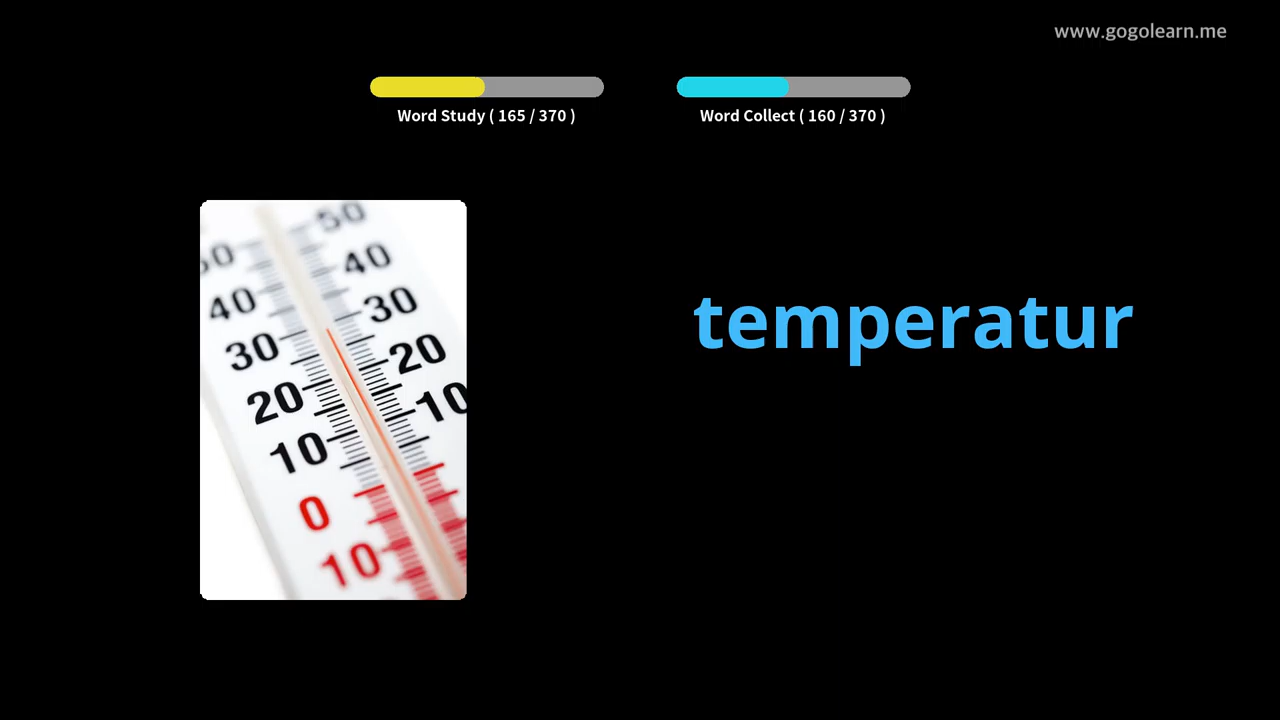 www.gogolearn.me
Word Study ( 165 / 370 ) Word Collect ( 160 / 370 )
temperatur
50
40 40
30 30
20 20
10 10
0
10